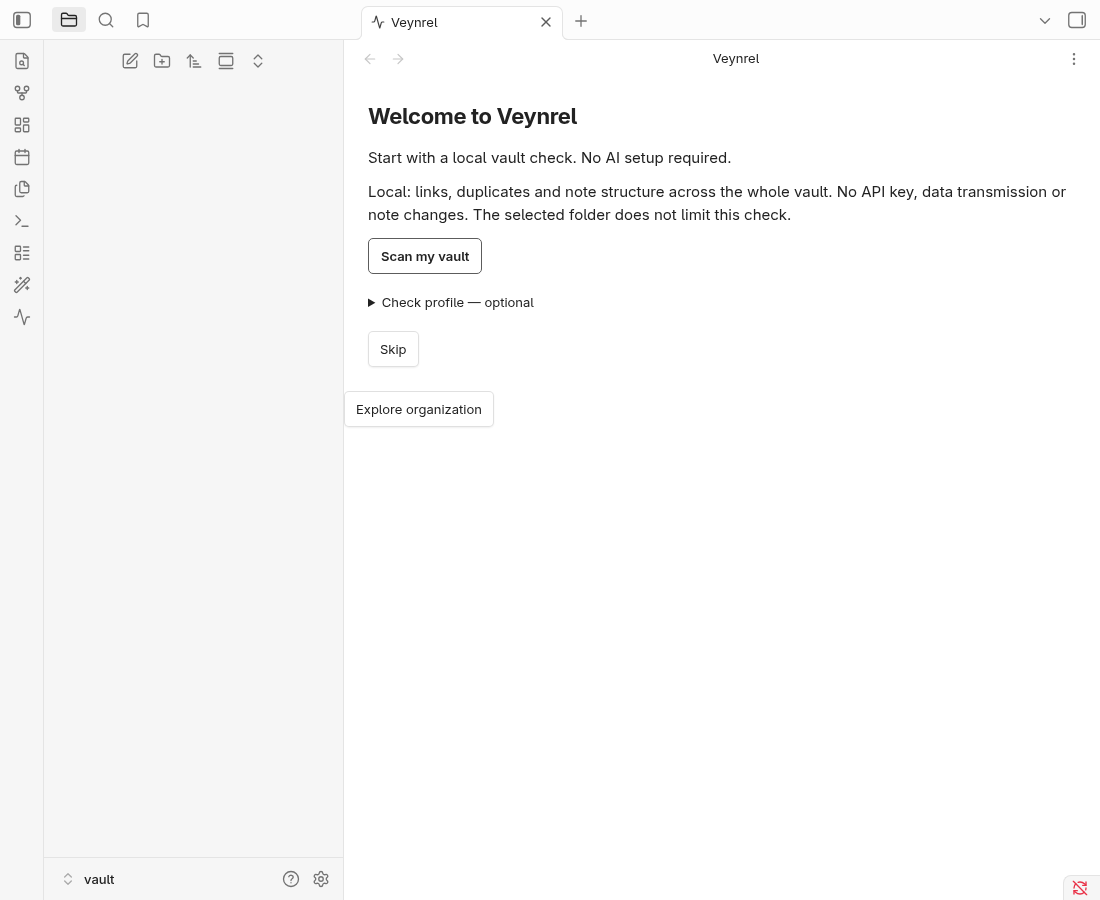 Veynrel
Veynrel
Welcome to Veynrel
Start with a local vault check. No AI setup required.
Local: links, duplicates and note structure across the whole vault. No API key, data transmission or
note changes. The selected folder does not limit this check.
Scan my vault
Check profile — optional
Skip
Explore organization
vault